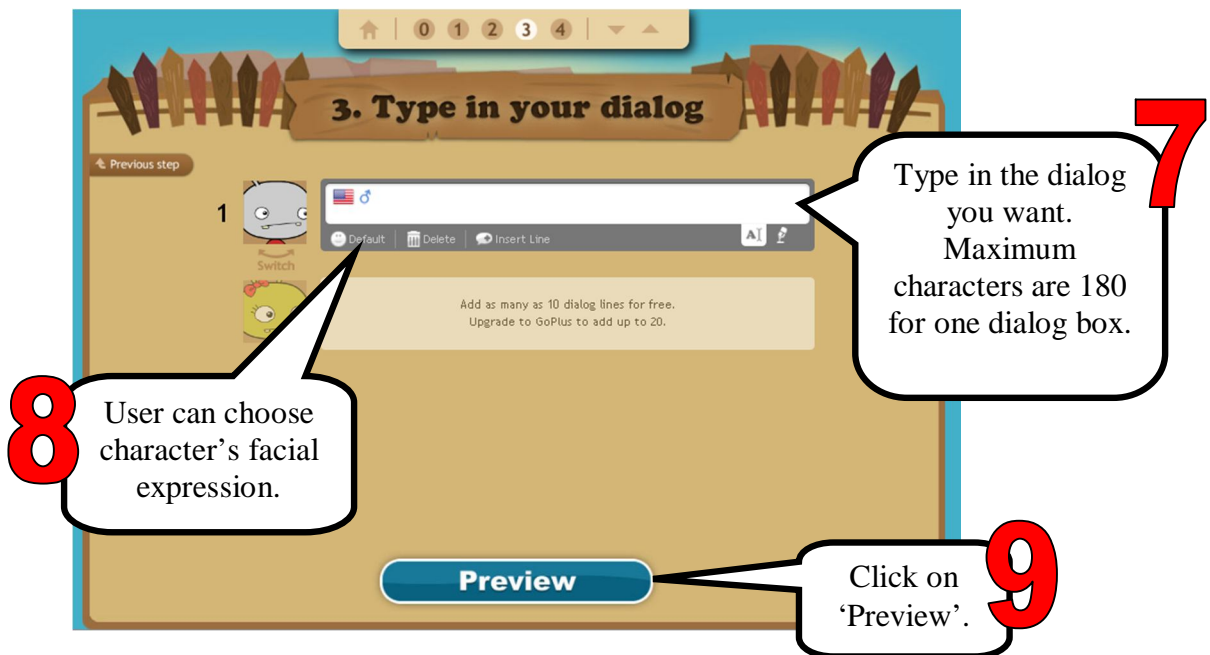 0 1 2 3 4
3. Type in your dialog
Previous step
1
Default | Delete | Insert Line
A
Switch
Add as many as 10 dialog lines for free.
Upgrade to GoPlus to add up to 20.
7
Type in the dialog
you want.
Maximum
characters are 180
for one dialog box.
8
User can choose
character’s facial
expression.
Preview
9
Click on
‘Preview’.